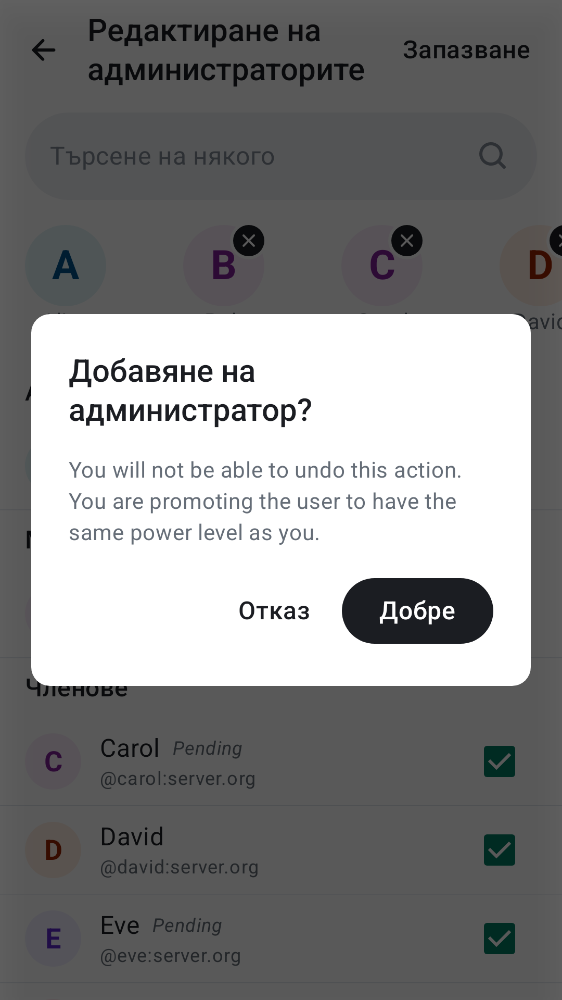 Редактиране на
администраторите
Запазване
Търсене на някого
A
B
C
D
Добавяне на
администратор?
You will not be able to undo this action.
You are promoting the user to have the
same power level as you.
Отказ
Добре
Членове
C
Carol Pending
@carol:server.org
D
David
@david:server.org
E
Eve Pending
@eve:server.org